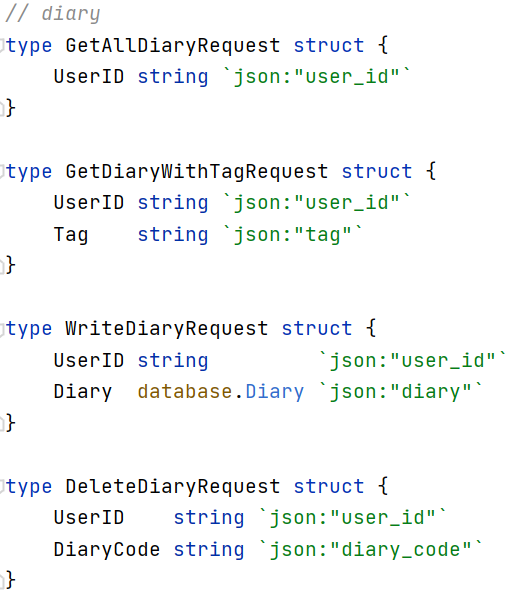 // diary
type GetAllDiaryRequest struct {
    UserID string `json:"user_id"`
}

type GetDiaryWithTagRequest struct {
    UserID string `json:"user_id"`
    Tag    string `json:"tag"`
}

type WriteDiaryRequest struct {
    UserID string         `json:"user_id"`
    Diary  database.Diary `json:"diary"`
}

type DeleteDiaryRequest struct {
    UserID    string `json:"user_id"`
    DiaryCode string `json:"diary_code"`
}